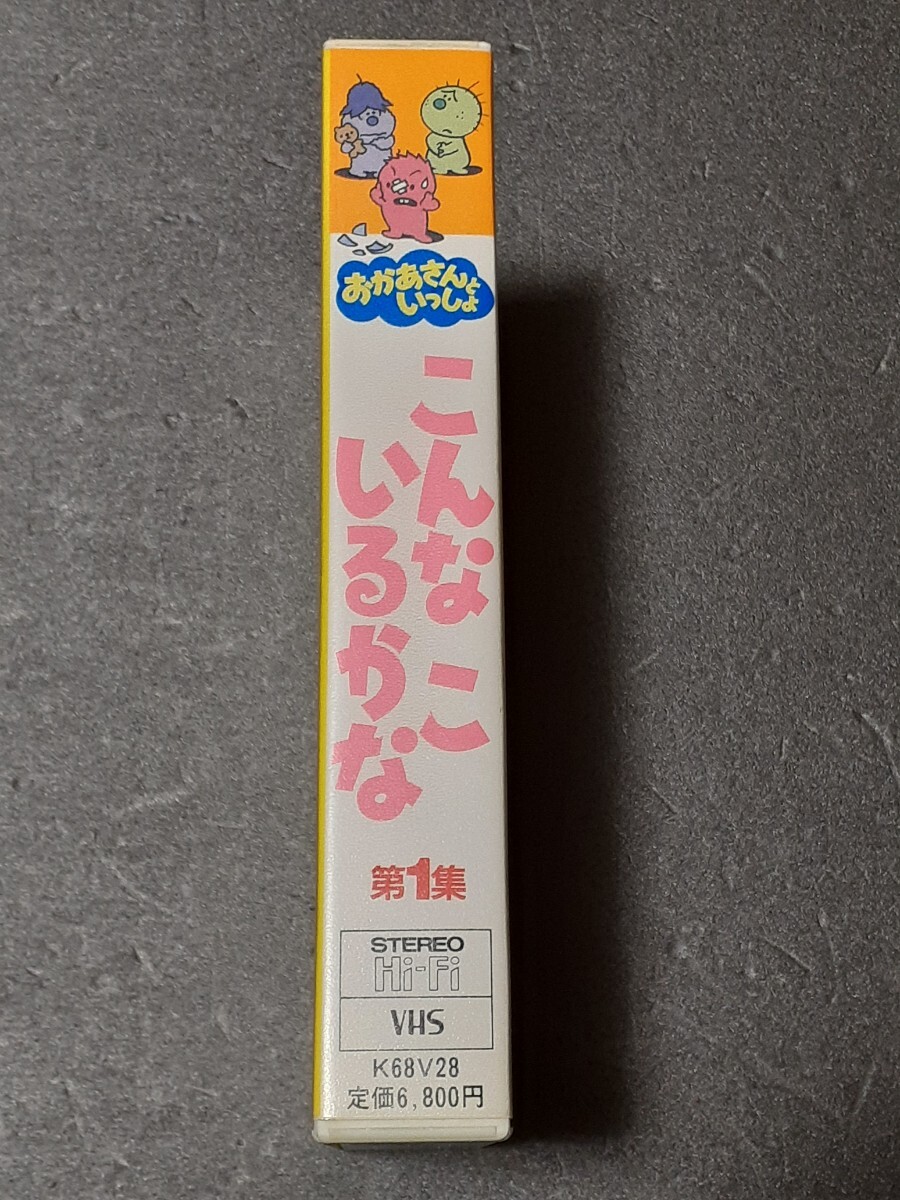 おかあさんと
いっしょ
こんなこ
いるかな
第1集
STEREO
Hi-Fi
VHS
K68V28
定価6,800円